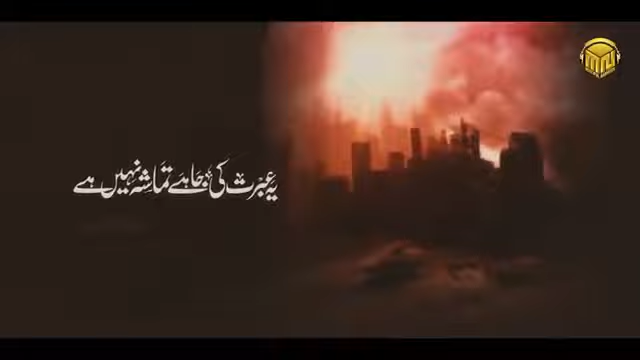 یہ عبرت کی جا ہے تماشہ نہیں ہے